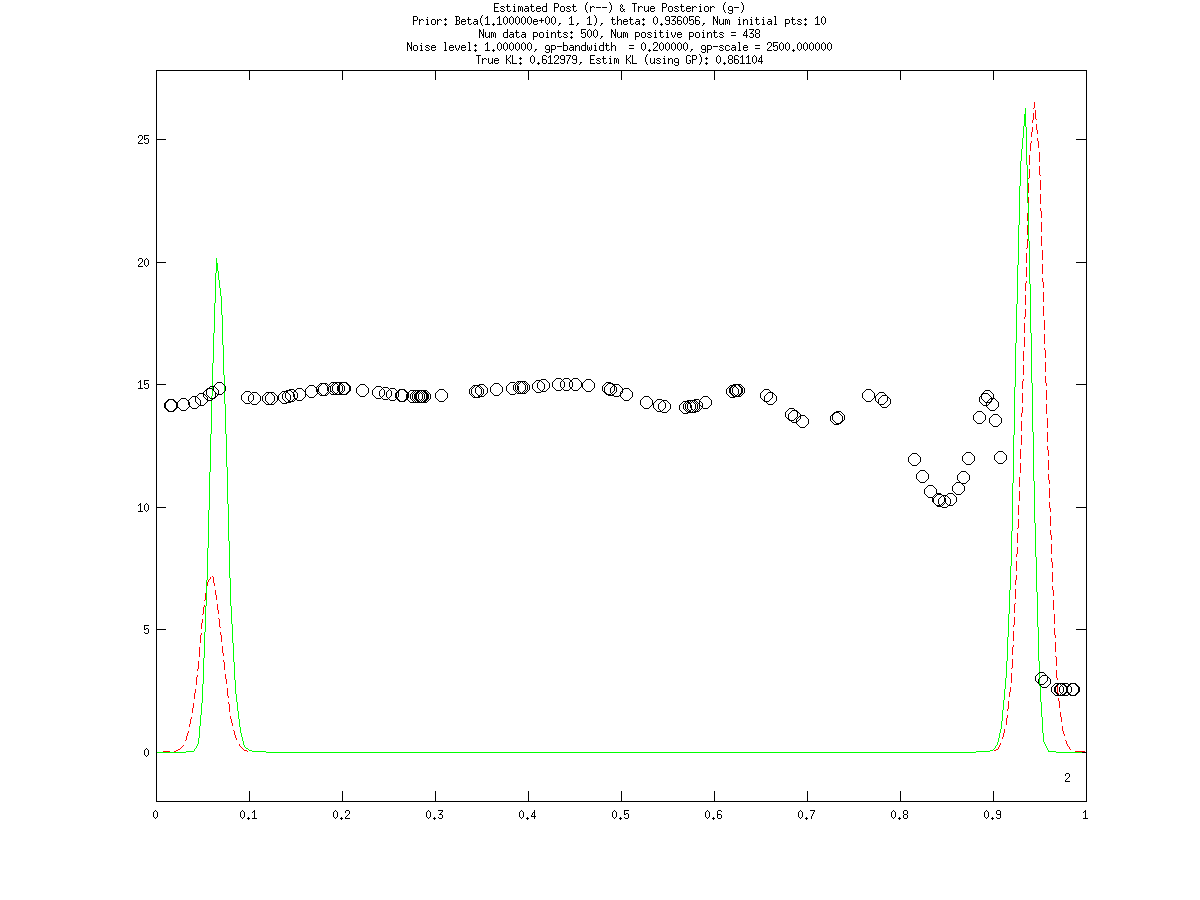 Estimated Post (r--) & True Posterior (g-)
Prior: Beta(1.100000e+00, 1, 1), theta: 0.936056, Num initial pts: 10
Num data points: 500, Num positive points = 438
Noise level: 1.000000, gp-bandwidth  = 0.200000, gp-scale = 2500.000000
True KL: 0.612979, Estim KL (using GP): 0.861104
25
20
15
10
5
0
2
0 0.1 0.2 0.3 0.4 0.5 0.6 0.7 0.8 0.9 1